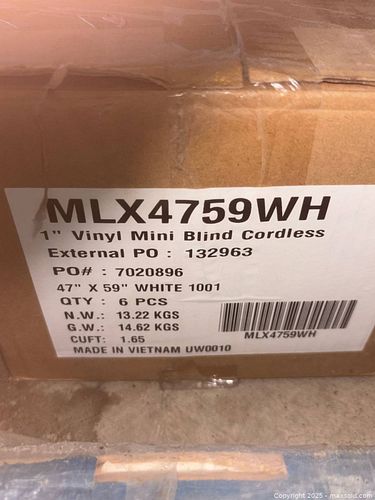 MLX4759WH
1" Vinyl Mini Blind Cordless
External PO : 132963
PO# : 7020896
47" X 59" WHITE 1001
QTY : 6 PCS
N.W.: 13.22 KGS
G.W.: 14.62 KGS
CUFT: 1.65
MLX4759WH
MADE IN VIETNAM UW0010
Copyright 2025 - maxsold.com